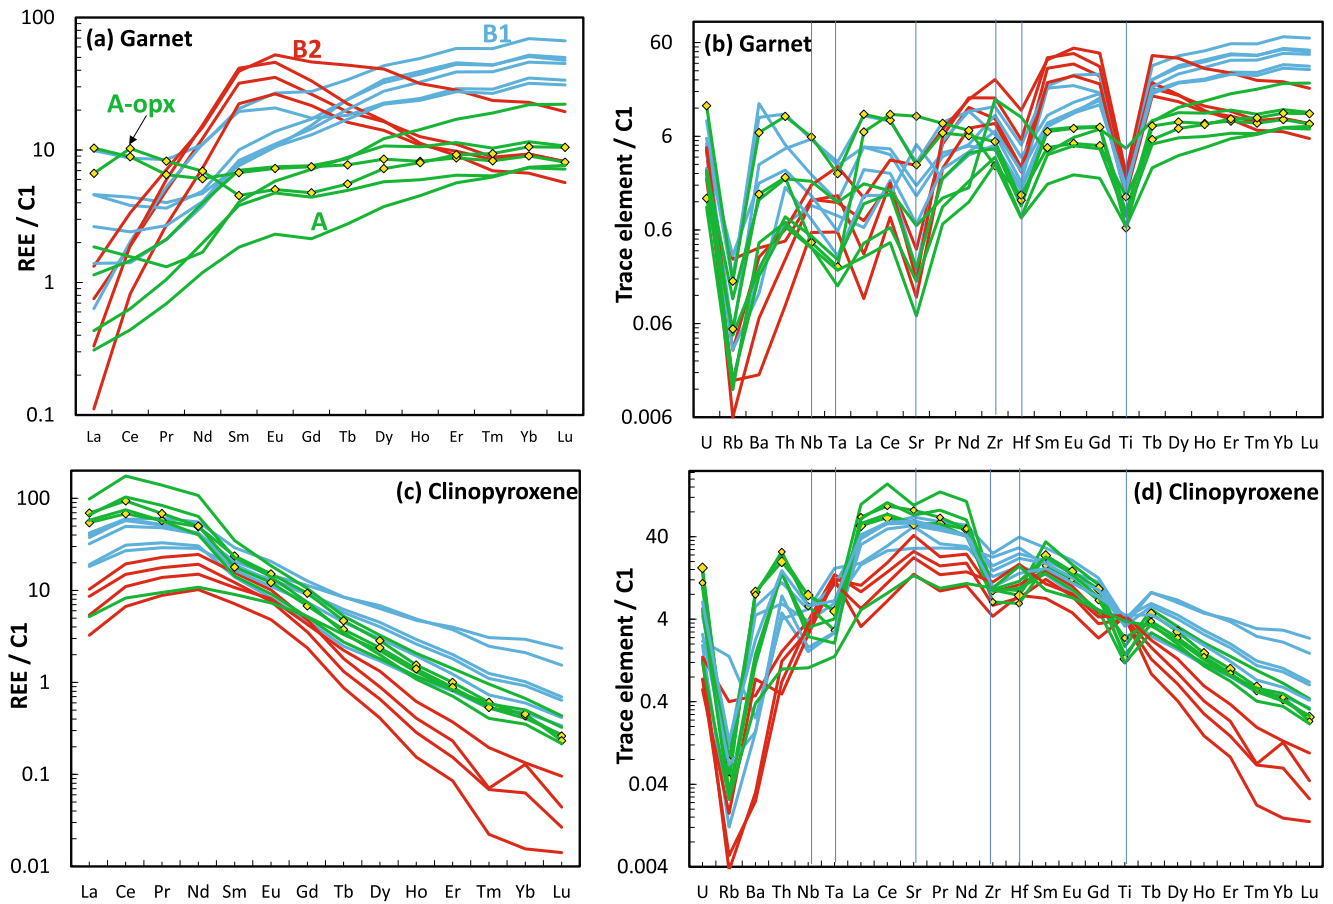 (a) Garnet
B2
B1
A-opx
A
REE / C1
100
10
1
0.1
La Ce Pr Nd Sm Eu Gd Tb Dy Ho Er Tm Yb Lu
(b) Garnet
Trace element / C1
60
6
0.6
0.06
0.006
U Rb Ba Th Nb Ta La Ce Sr Pr Nd Zr Hf Sm Eu Gd Ti Tb Dy Ho Er Tm Yb Lu
(c) Clinopyroxene
REE / C1
100
10
1
0.1
0.01
La Ce Pr Nd Sm Eu Gd Tb Dy Ho Er Tm Yb Lu
(d) Clinopyroxene
Trace element / C1
40
4
0.4
0.04
0.004
U Rb Ba Th Nb Ta La Ce Sr Pr Nd Zr Hf Sm Eu Gd Ti Tb Dy Ho Er Tm Yb Lu